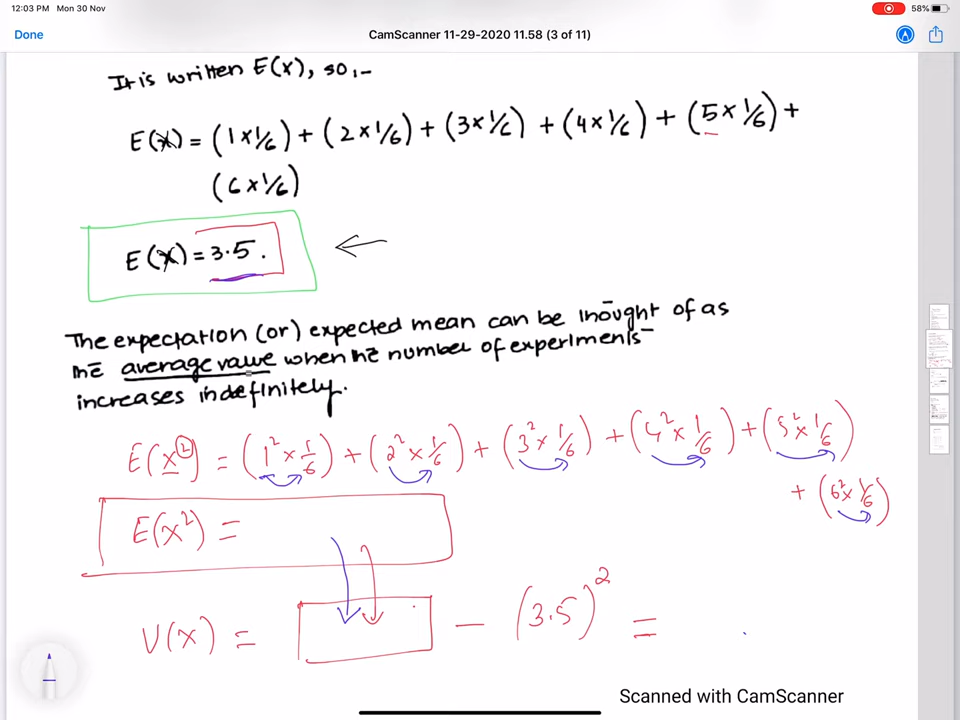 12:03 PM Mon 30 Nov
58%
Done
CamScanner 11-29-2020 11.58 (3 of 11)
It is written E(X), so,-
E(X) = (1 x 1/6) + (2 x 1/6) + (3 x 1/6) + (4 x 1/6) + (5 x 1/6) +
(6 x 1/6)
E(X) = 3.5.
The expectation (or) expected mean can be thought of as
the average value when the number of experiments
increases indefinitely.
E(x²) = (1² x 1/6) + (2² x 1/6) + (3² x 1/6) + (4² x 1/6) + (5² x 1/6)
+ (6² x 1/6)
E(x²) =
V(x) = - (3.5)² =
Scanned with CamScanner